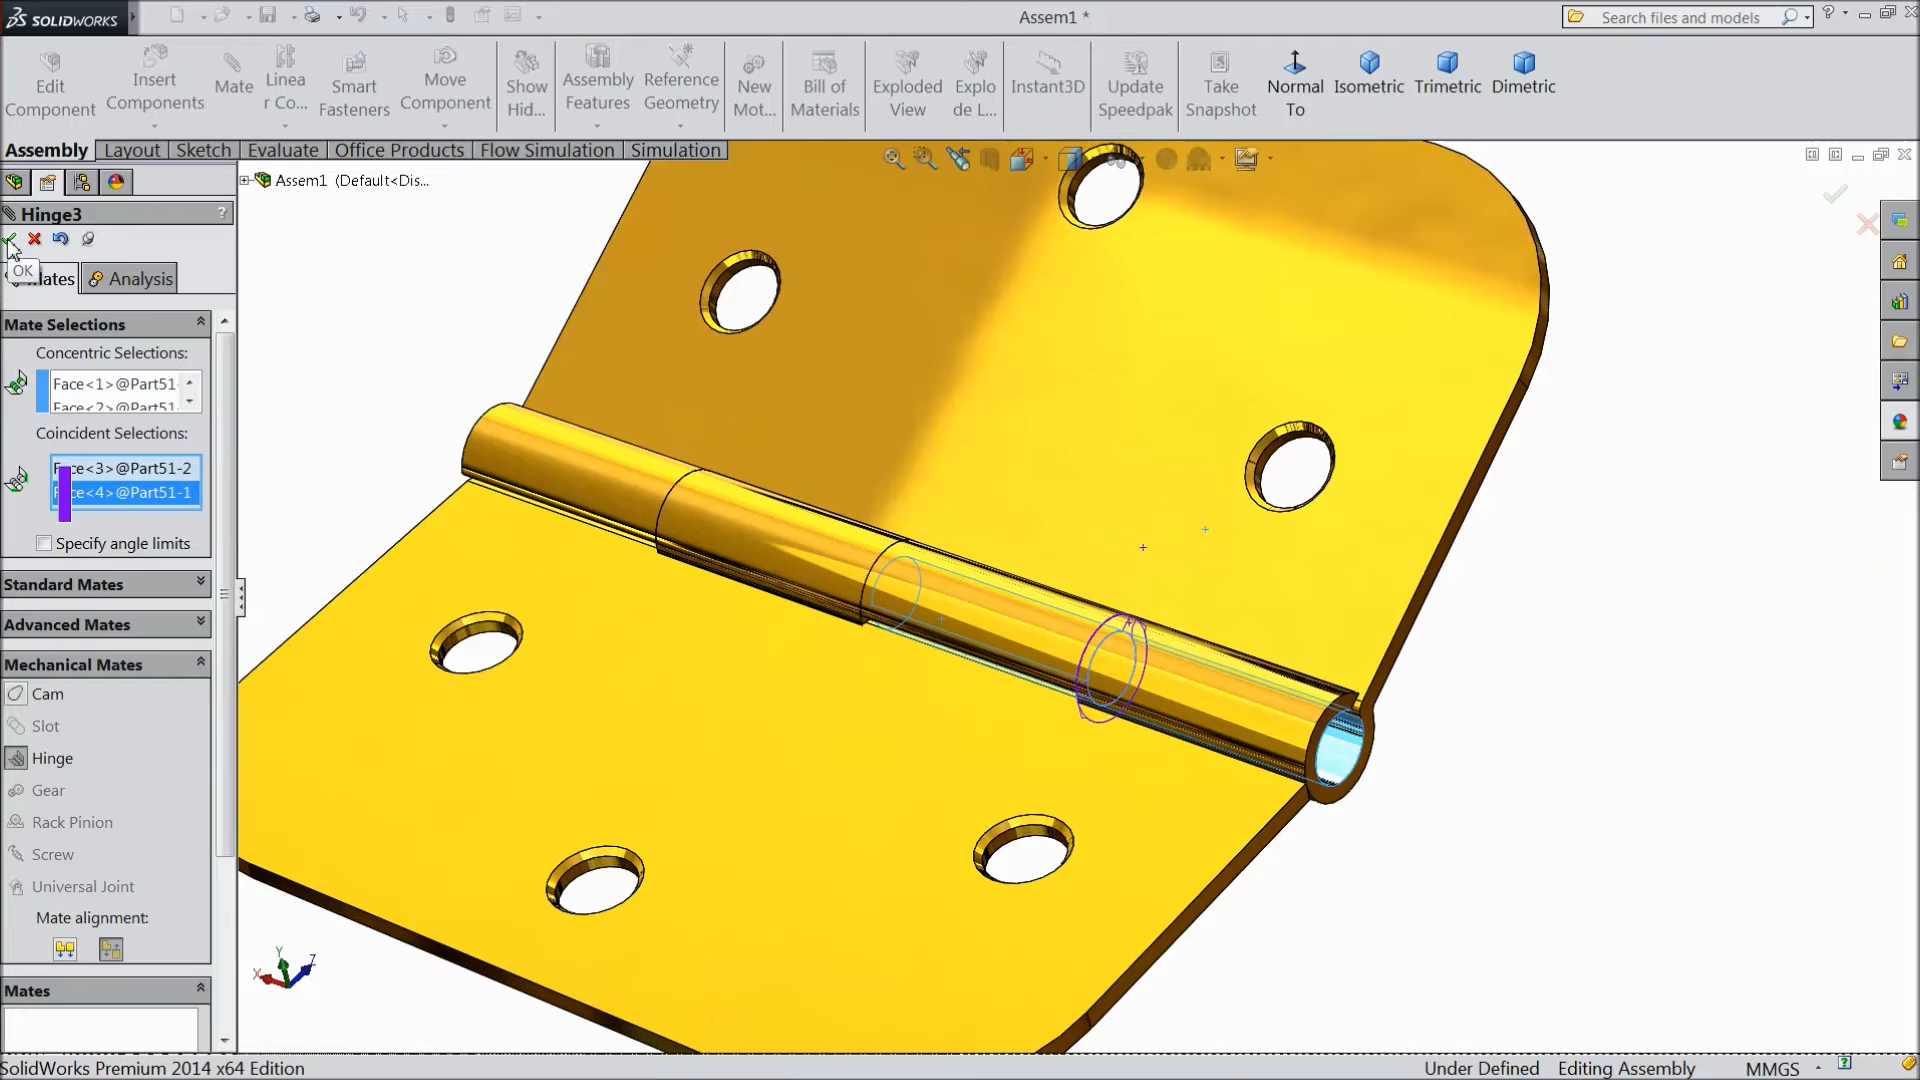 SOLIDWORKS
Assem1 *
Search files and models
Edit
Component
Insert
Components
Mate
Linea
r Co...
Smart
Fasteners
Move
Component
Show
Hid...
Assembly
Features
Reference
Geometry
New
Mot...
Bill of
Materials
Exploded
View
Explo
de L...
Instant3D
Update
Speedpak
Take
Snapshot
Normal
To
Isometric
Trimetric
Dimetric
Assembly
Layout
Sketch
Evaluate
Office Products
Flow Simulation
Simulation
Assem1 (Default<Dis...
Hinge3
?
OK
Analysis
Mate Selections
Concentric Selections:
Face<1>@Part51-
Face<2>@Part51-
Coincident Selections:
Face<3>@Part51-2
Face<4>@Part51-1
Specify angle limits
Standard Mates
Advanced Mates
Mechanical Mates
Cam
Slot
Hinge
Gear
Rack Pinion
Screw
Universal Joint
Mate alignment:
Mates
Y
X
Z
SolidWorks Premium 2014 x64 Edition
Under Defined
Editing Assembly
MMGS